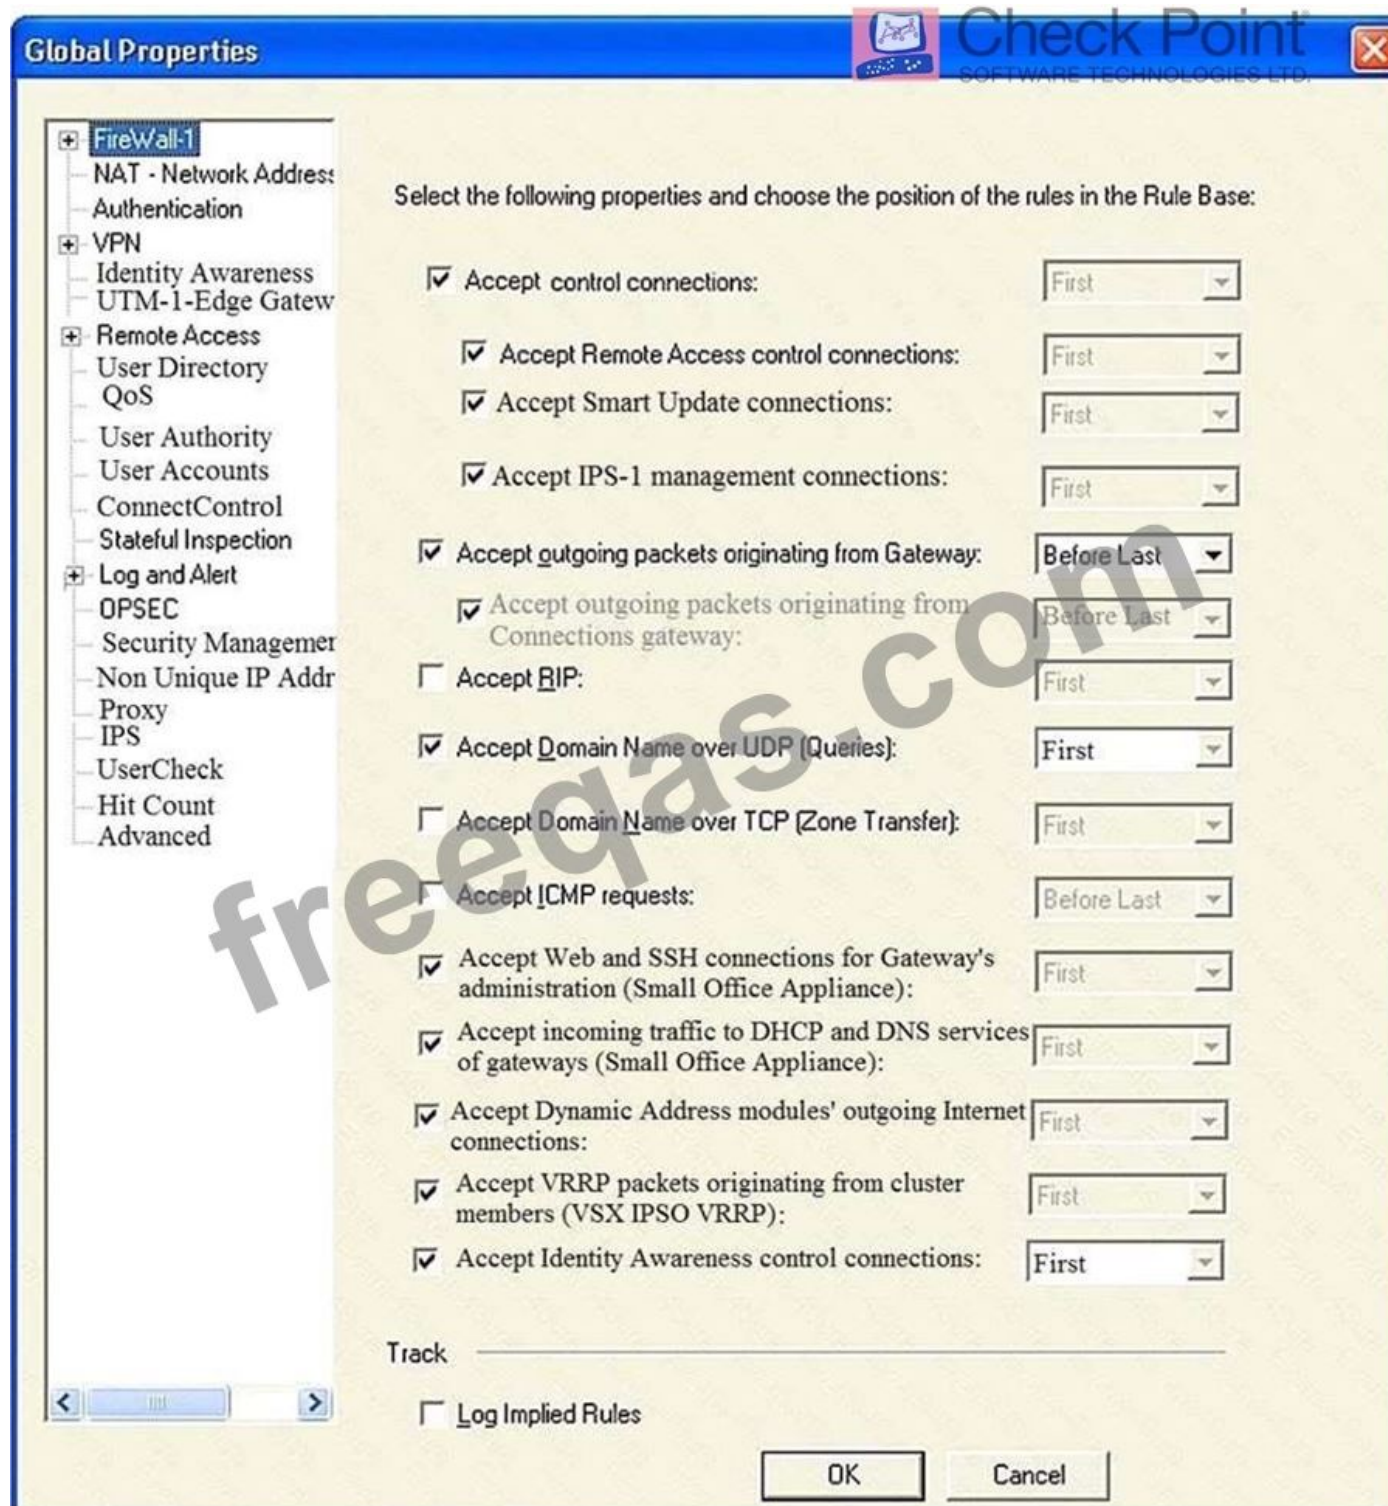 Check Point
SOFTWARE TECHNOLOGIES LTD.
Global Properties
FireWall-1
NAT - Network Address
Authentication
VPN
Identity Awareness
UTM-1-Edge Gatew
Remote Access
User Directory
QoS
User Authority
User Accounts
ConnectControl
Stateful Inspection
Log and Alert
OPSEC
Security Managemer
Non Unique IP Addr
Proxy
IPS
UserCheck
Hit Count
Advanced
Select the following properties and choose the position of the rules in the Rule Base:
Accept control connections: First
Accept Remote Access control connections: First
Accept Smart Update connections: First
Accept IPS-1 management connections: First
Accept outgoing packets originating from Gateway: Before Last
Accept outgoing packets originating from
Connections gateway: Before Last
Accept RIP: First
Accept Domain Name over UDP (Queries): First
Accept Domain Name over TCP (Zone Transfer): First
Accept ICMP requests: Before Last
Accept Web and SSH connections for Gateway's
administration (Small Office Appliance): First
Accept incoming traffic to DHCP and DNS services
of gateways (Small Office Appliance): First
Accept Dynamic Address modules' outgoing Internet
connections: First
Accept VRRP packets originating from cluster
members (VSX IPSO VRRP): First
Accept Identity Awareness control connections: First
Track
Log Implied Rules
OK Cancel
freeqas.com